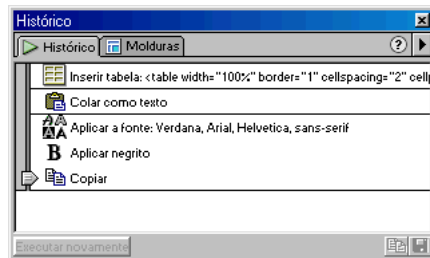 Histórico
Histórico Molduras
Inserir tabela: <table width="100%" border="1" cellspacing="2" cell
Colar como texto
Aplicar a fonte: Verdana, Arial, Helvetica, sans-serif
B Aplicar negrito
Copiar
Executar novamente